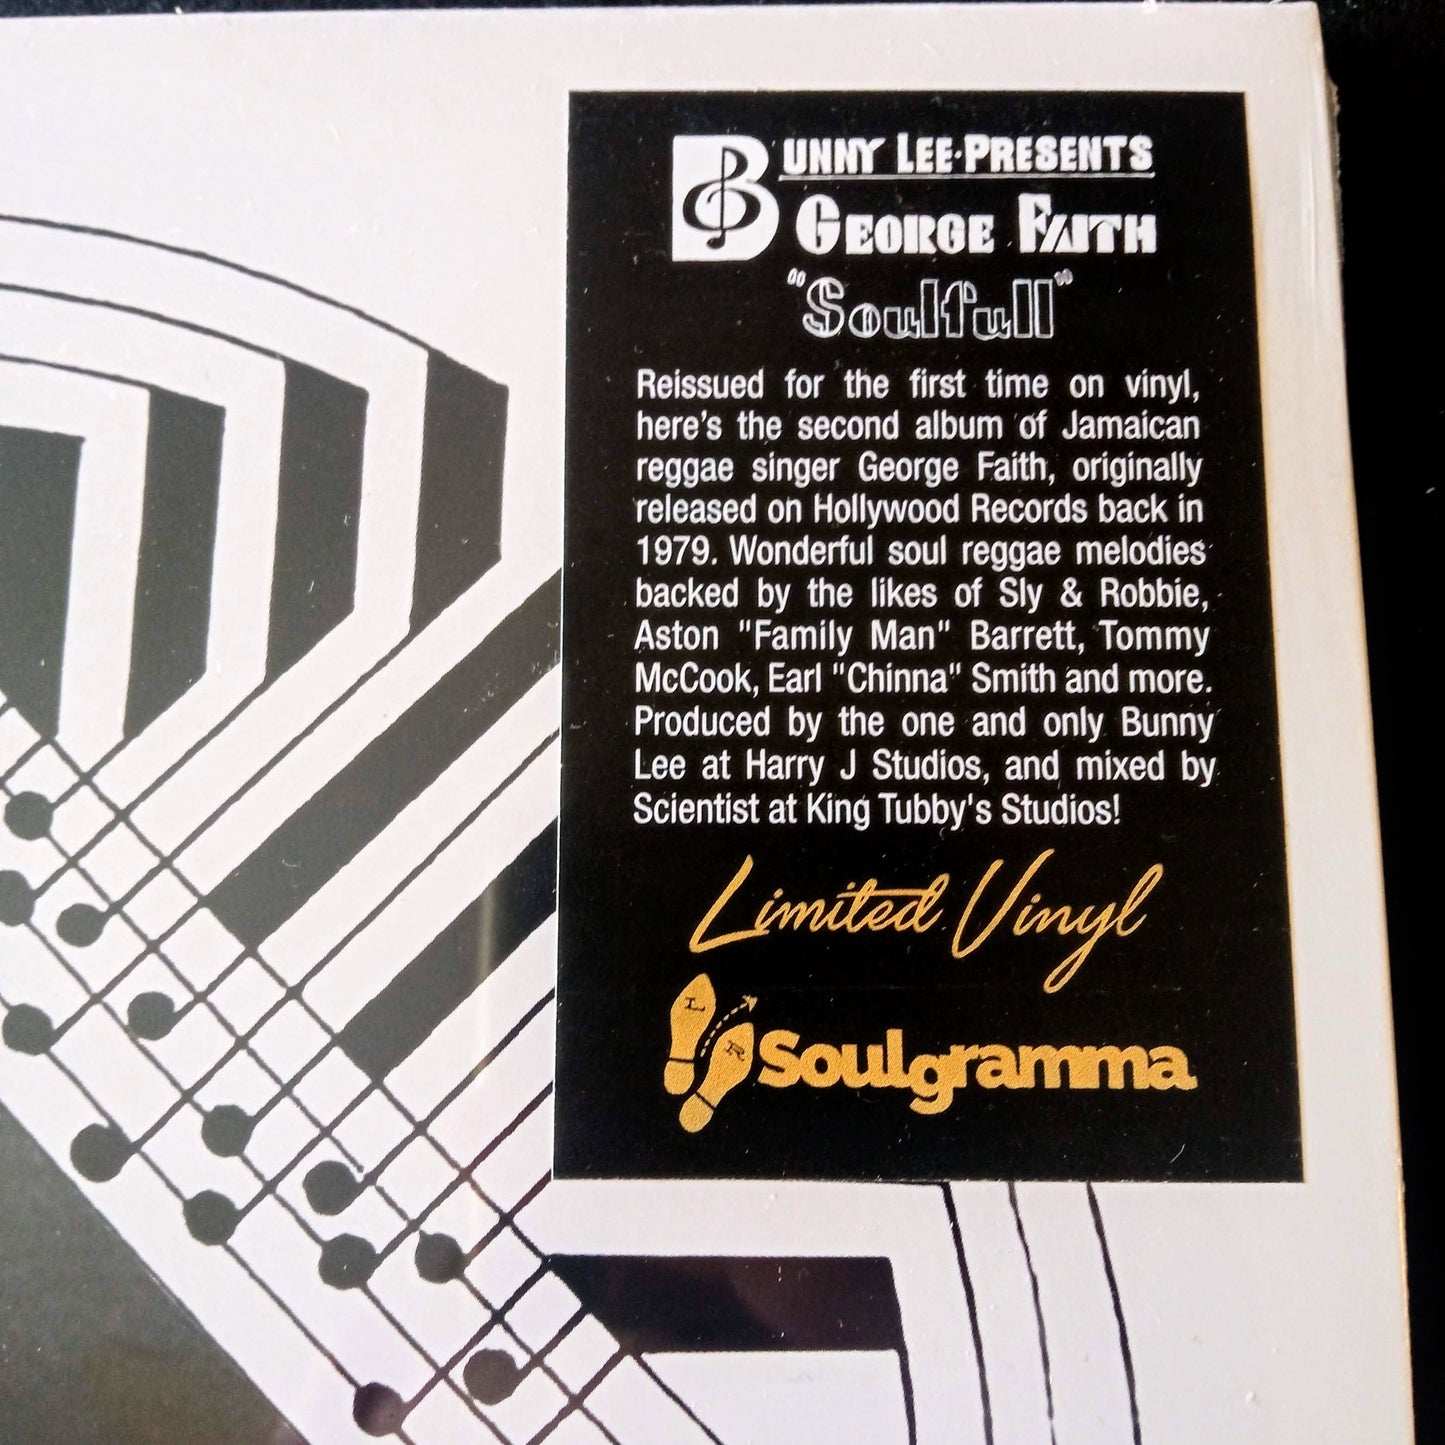 BUNNY LEE·PRESENTS
GEORGE FAITH
"Soulfull"
Reissued for the first time on vinyl,
here's the second album of Jamaican
reggae singer George Faith, originally
released on Hollywood Records back in
1979. Wonderful soul reggae melodies
backed by the likes of Sly & Robbie,
Aston "Family Man" Barrett, Tommy
McCook, Earl "Chinna" Smith and more.
Produced by the one and only Bunny
Lee at Harry J Studios, and mixed by
Scientist at King Tubby's Studios!
Limited Vinyl
Soulgramma